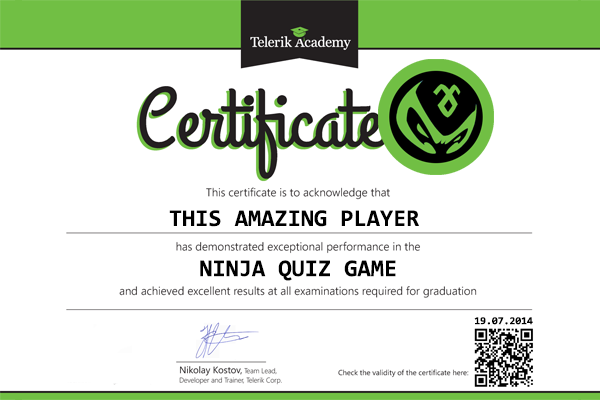 Telerik Academy
Certificate
This certificate is to acknowledge that
THIS AMAZING PLAYER
has demonstrated exceptional performance in the
NINJA QUIZ GAME
and achieved excellent results at all examinations required for graduation
19.07.2014
Nikolay Kostov, Team Lead,
Developer and Trainer, Telerik Corp.
Check the validity of the certificate here: